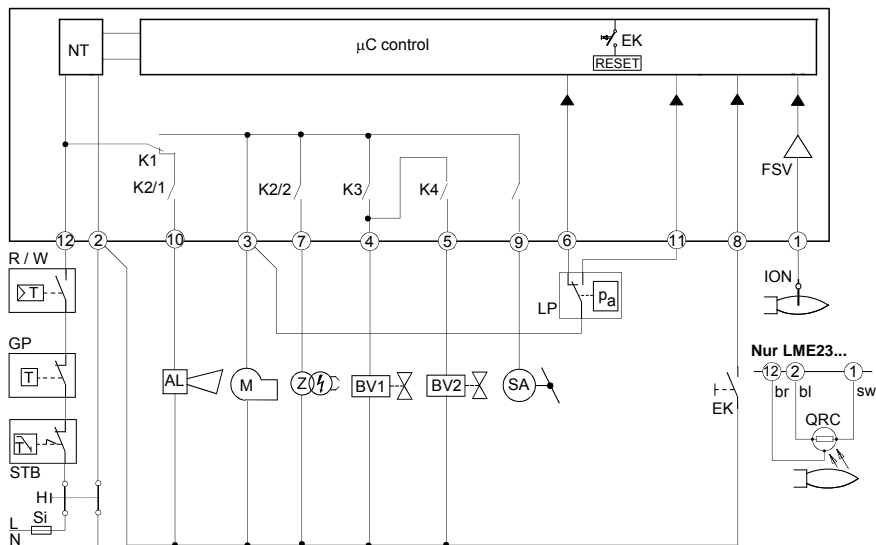 NT
µC control
EK
RESET
FSV
K1
K2/1
K2/2
K3
K4
12
2
10
3
7
4
5
9
6
11
8
1
R / W
T
GP
T
STB
T
H
L
N
Si
AL
M
Z
BV1
BV2
SA
LP
pa
ION
EK
Nur LME23...
12
2
1
br
bl
sw
QRC